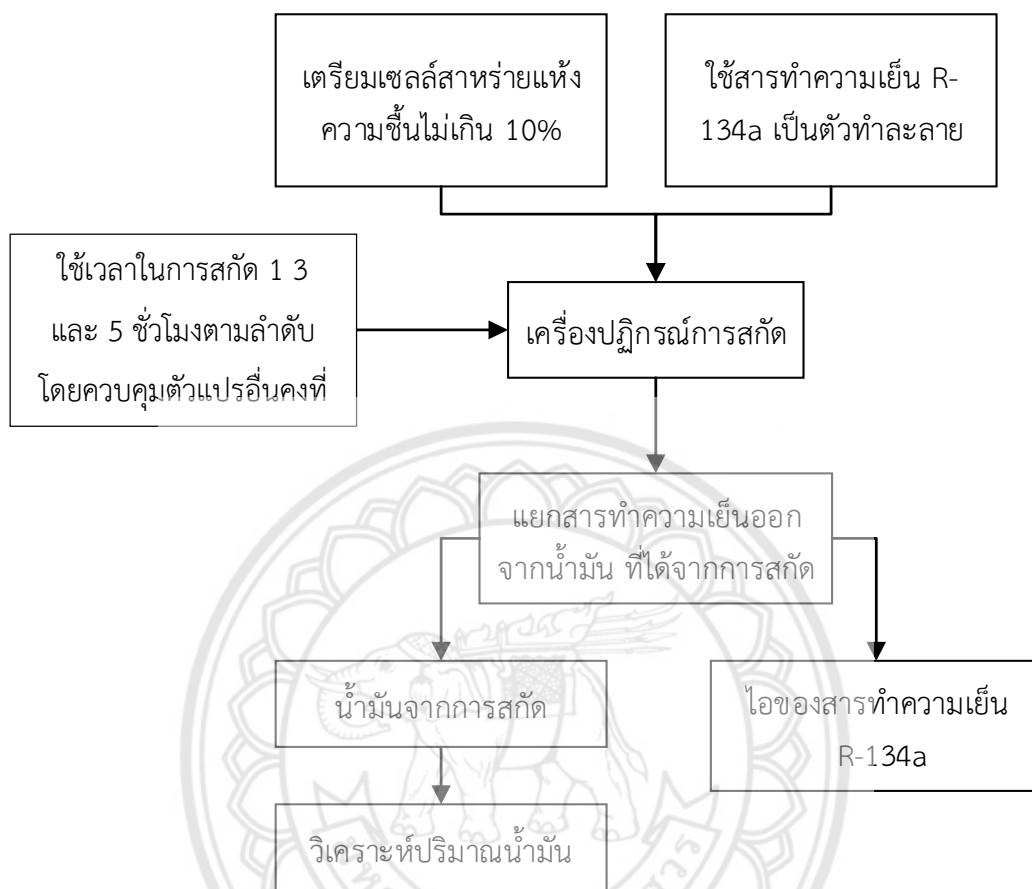 เตรียมเซลล์สาหร่ายแห้ง
ความชื้นไม่เกิน 10%
ใช้สารทำความเย็น R-
134a เป็นตัวทำละลาย
ใช้เวลาในการสกัด 1 3
และ 5 ชั่วโมงตามลำดับ
โดยควบคุมตัวแปรอื่นคงที่
เครื่องปฏิกรณ์การสกัด
แยกสารทำความเย็นออก
จากน้ำมัน ที่ได้จากการสกัด
น้ำมันจากการสกัด
ไอของสารทำความเย็น
R-134a
วิเคราะห์ปริมาณน้ำมัน